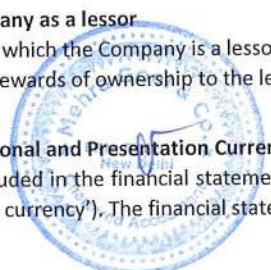 pany as a lessor
which the Company is a lesso
ewards of ownership to the le
onal and Presentation Curren
uded in the financial stateme
currency'). The financial state
New Delhi